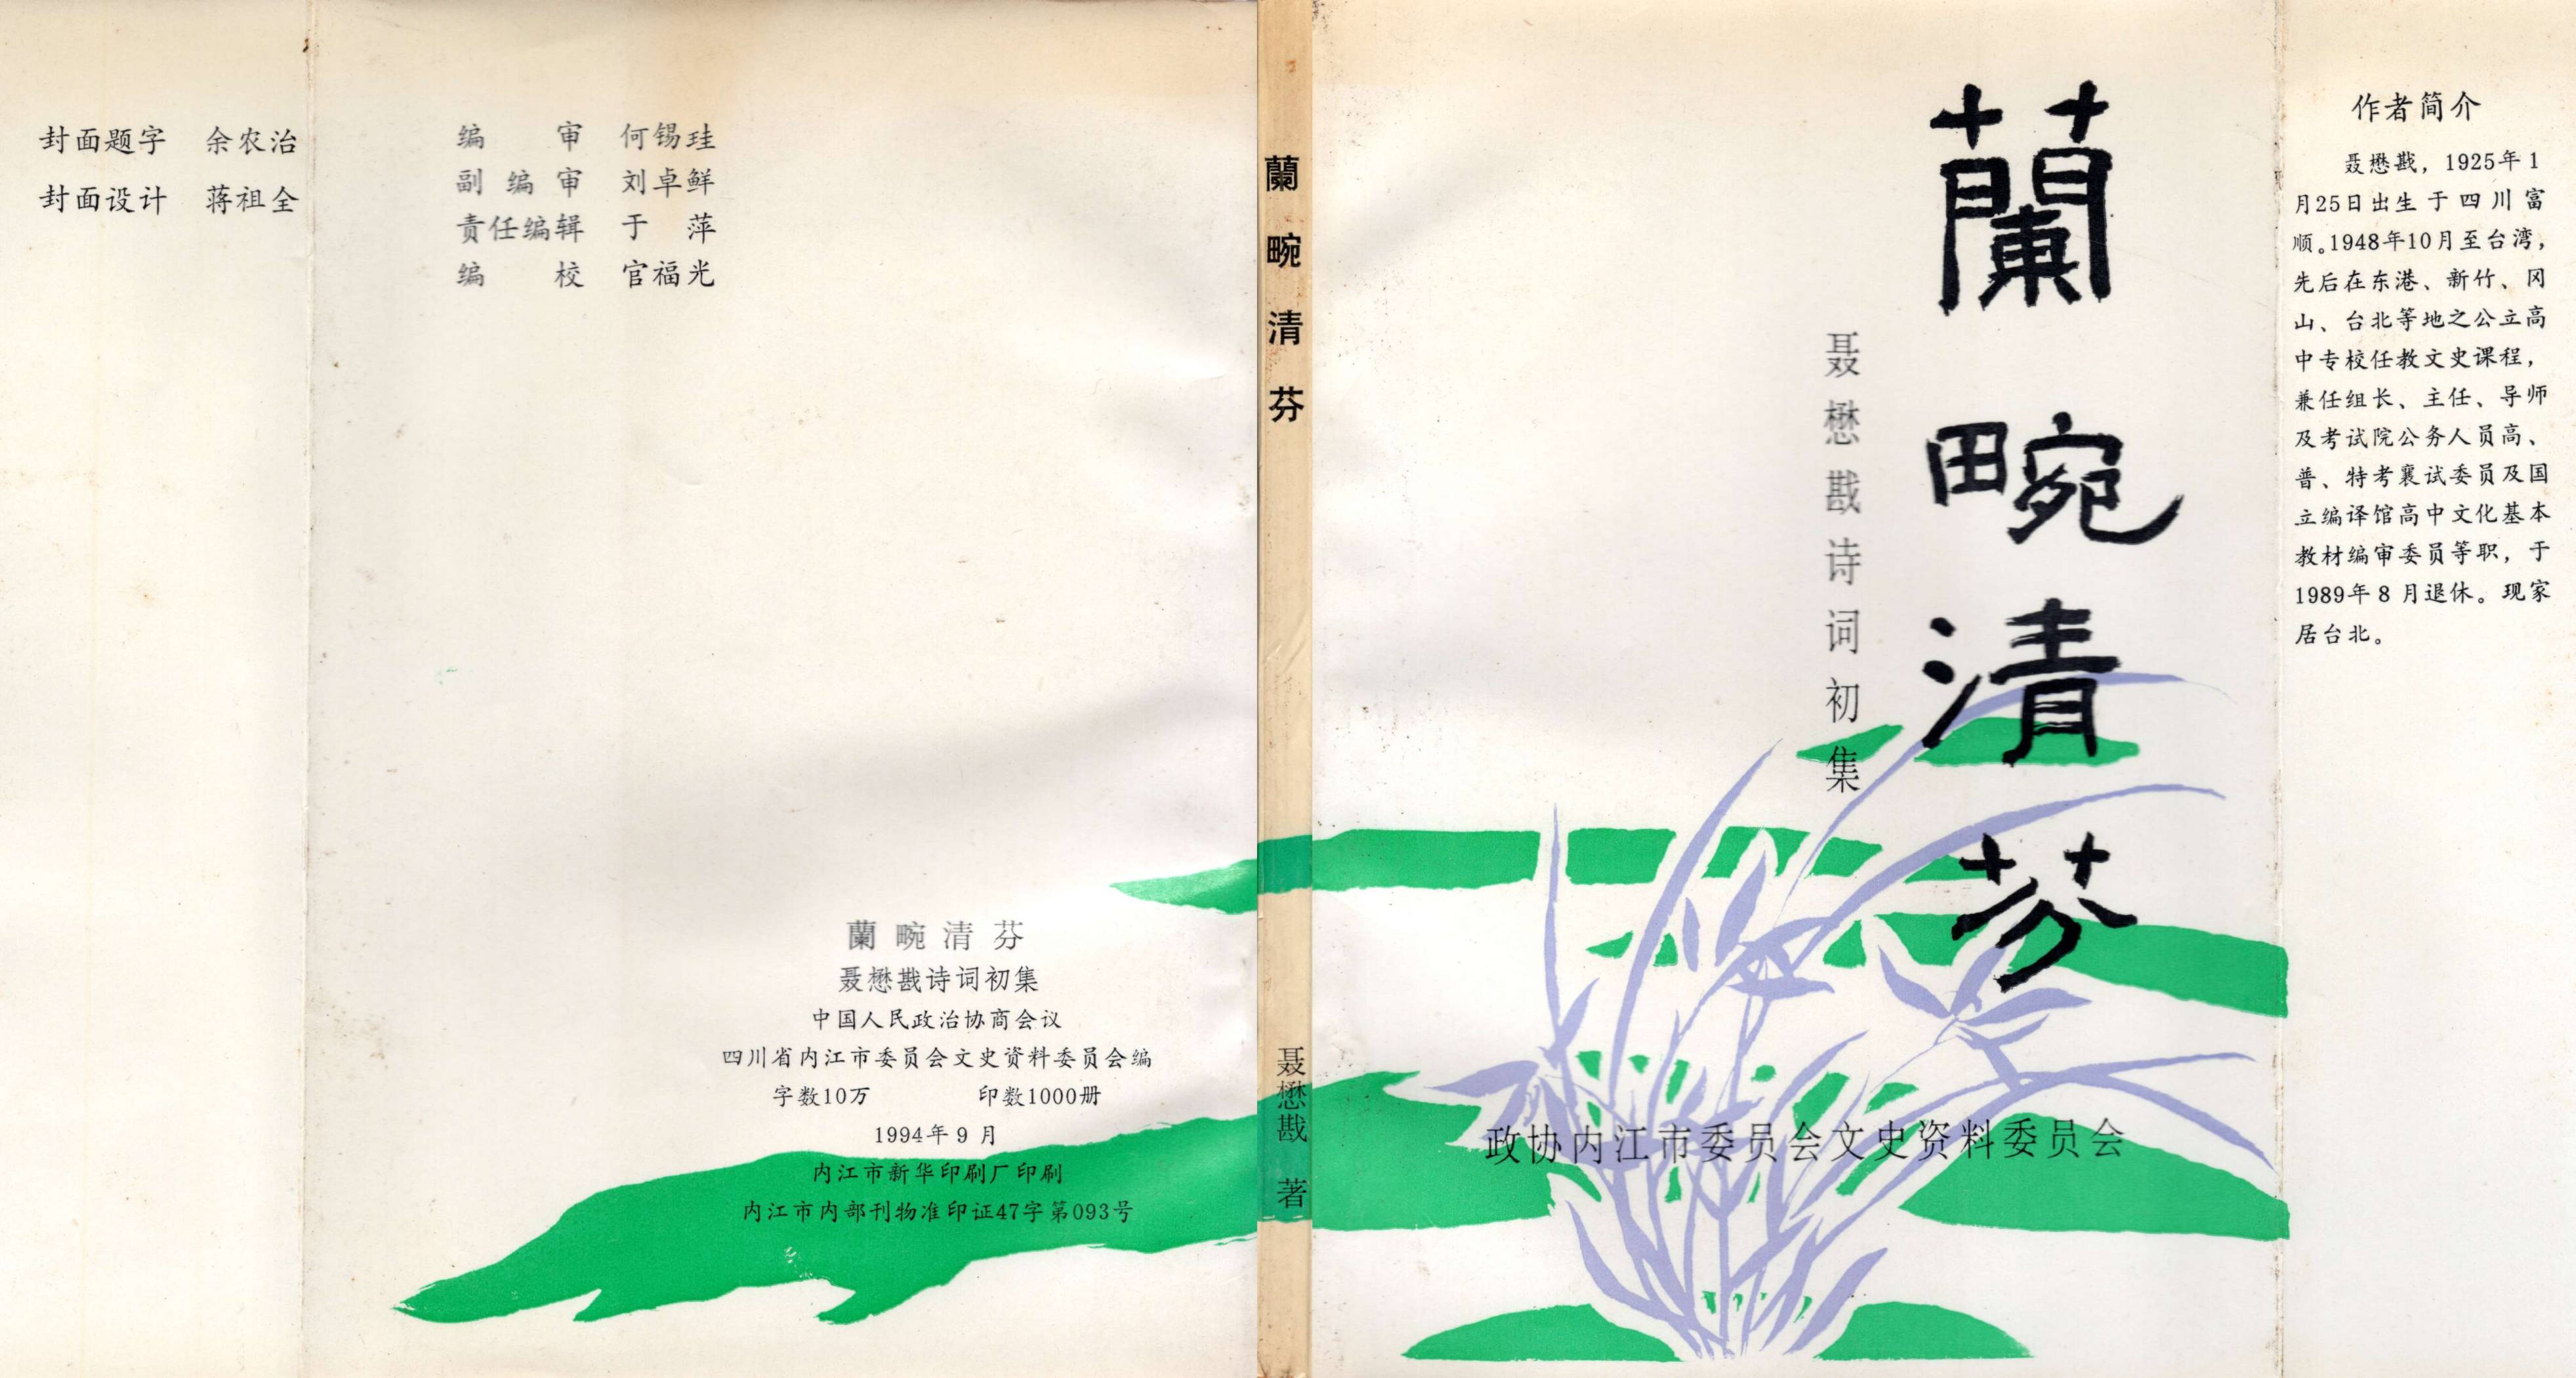 封面题字 余农治
封面设计 蒋祖全
编审 何锡珪
副编审 刘卓鲜
责任编辑 于萍
编校 官福光
蘭畹清芬
聂懋戡诗词初集
中国人民政治协商会议
四川省内江市委员会文史资料委员会编
字数10万 印数1000册
1994年9月
内江市新华印刷厂印刷
内江市内部刊物准印证47字第093号
蘭畹清芬
聂懋戡 著
蘭畹清芬
聂懋戡诗词初集
政协内江市委员会文史资料委员会
作者简介
聂懋戡，1925年1
月25日出生于四川富
顺。1948年10月至台湾，
先后在东港、新竹、冈
山、台北等地之公立高
中专校任教文史课程，
兼任组长、主任、导师
及考试院公务人员高、
普、特考襄试委员及国
立编译馆高中文化基本
教材编审委员等职，于
1989年8月退休。现家
居台北。